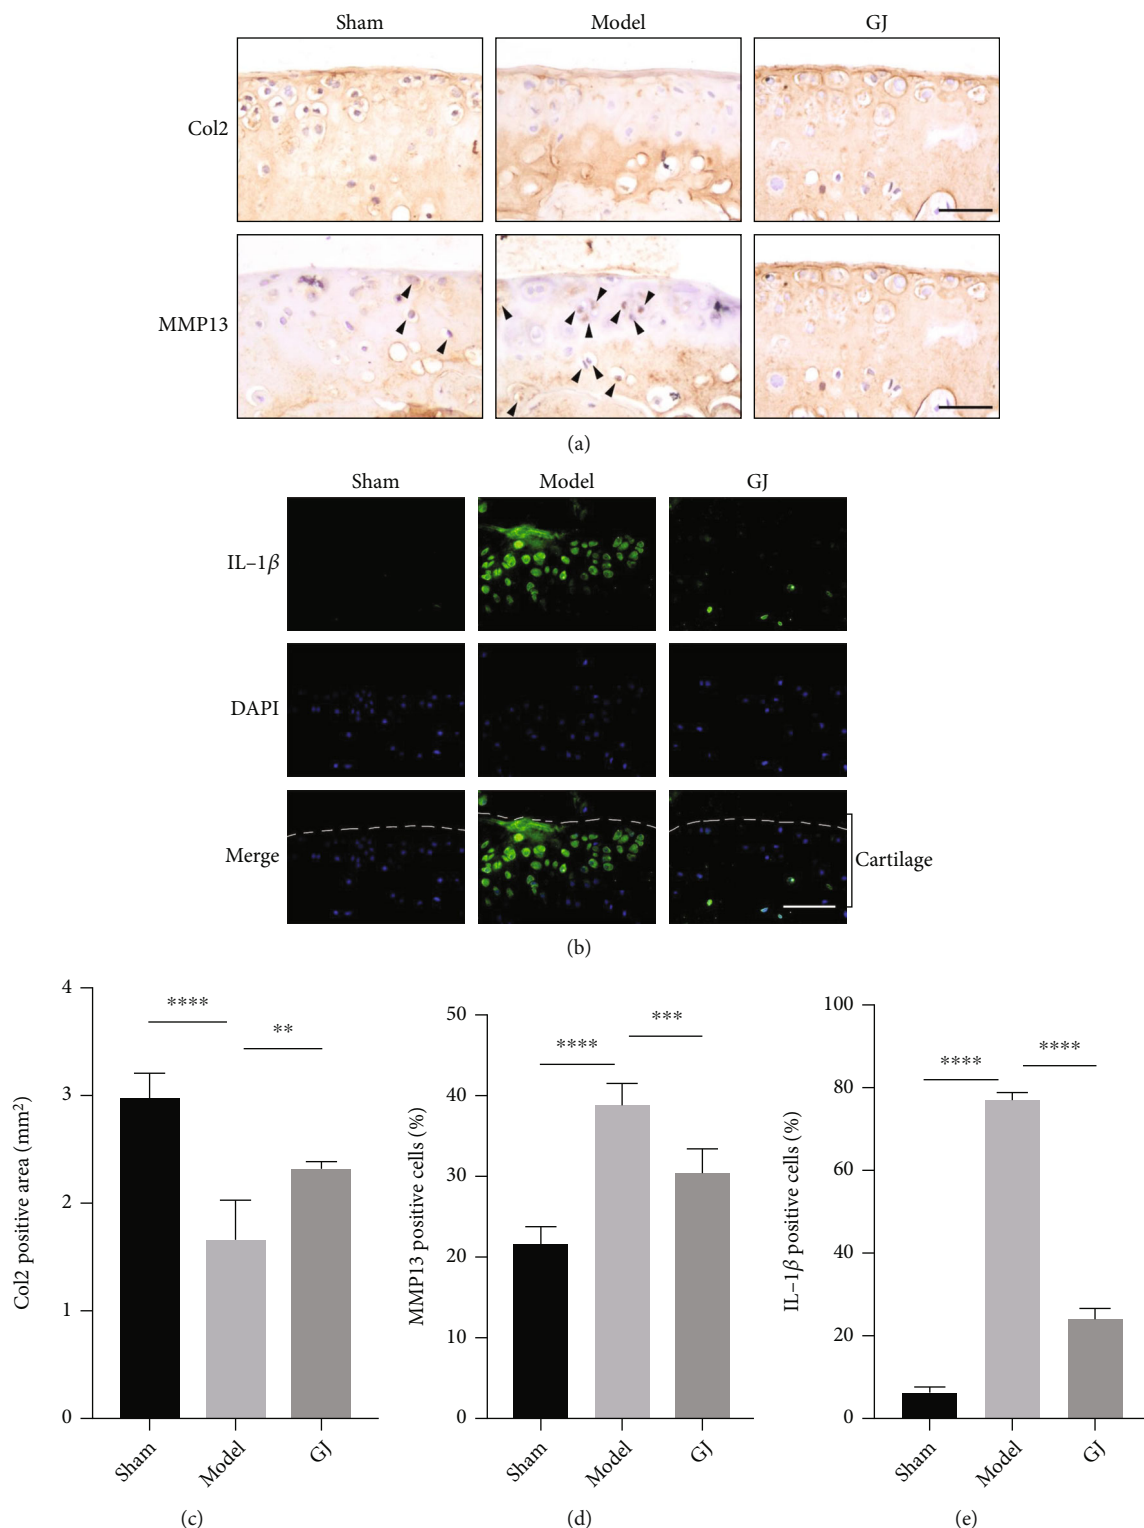 Sham Model GJ
Col2
MMP13
(a)
Sham Model GJ
IL–1β
DAPI
Merge
Cartilage
(b)
Col2 positive area (mm²)
4
3
2
1
0
****
**
Sham
Model
GJ
(c)
MMP13 positive cells (%)
50
40
30
20
10
0
****
***
Sham
Model
GJ
(d)
IL–1β positive cells (%)
100
80
60
40
20
0
****
****
Sham
Model
GJ
(e)